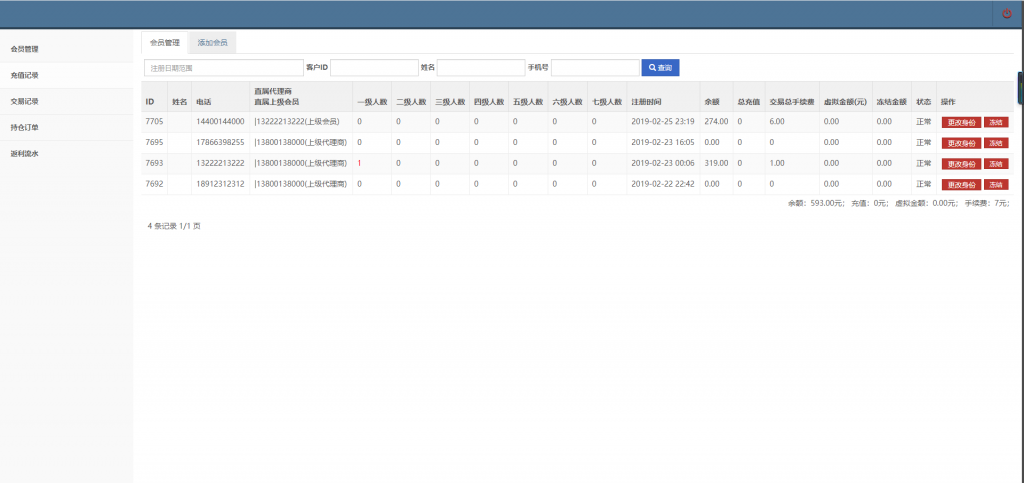 会员管理
充值记录
交易记录
持仓订单
返利流水
会员管理 添加会员
注册日期范围 客户ID 姓名 手机号 查询
直属代理商
ID 姓名 电话 直属上级会员 一级人数 二级人数 三级人数 四级人数 五级人数 六级人数 七级人数 注册时间 余额 总充值 交易总手续费 虚拟金额(元) 冻结金额 状态 操作
7705 14400144000 |13222213222(上级会员) 0 0 0 0 0 0 0 2019-02-25 23:19 274.00 0 6.00 0.00 0.00 正常 更改身份 冻结
7695 17866398255 |13800138000(上级代理商) 0 0 0 0 0 0 0 2019-02-23 16:05 0.00 0 0 0.00 0.00 正常 更改身份 冻结
7693 13222213222 |13800138000(上级代理商) 1 0 0 0 0 0 0 2019-02-23 00:06 319.00 0 1.00 0.00 0.00 正常 更改身份 冻结
7692 18912312312 |13800138000(上级代理商) 0 0 0 0 0 0 0 2019-02-22 22:42 0.00 0 0 0.00 0.00 正常 更改身份 冻结
余额：593.00元； 充值：0元； 虚拟金额：0.00元； 手续费：7元；
4 条记录 1/1 页